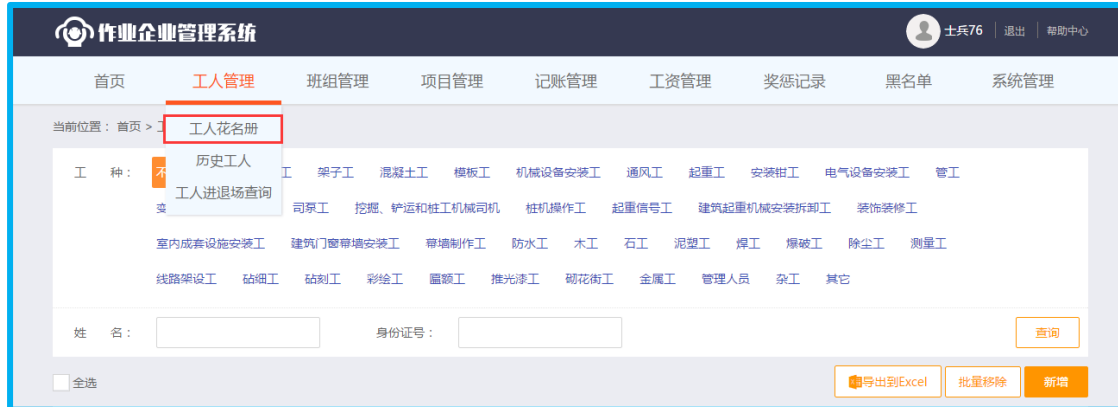 作业企业管理系统 士兵76 退出 帮助中心
首页 工人管理 班组管理 项目管理 记账管理 工资管理 奖惩记录 黑名单 系统管理
当前位置： 首页 >
工人花名册
历史工人
工人进退场查询
工 种： 不 工 架子工 混凝土工 模板工 机械设备安装工 通风工 起重工 安装钳工 电气设备安装工 管工
变 司泵工 挖掘、铲运和桩工机械司机 桩机操作工 起重信号工 建筑起重机械安装拆卸工 装饰装修工
室内成套设施安装工 建筑门窗幕墙安装工 幕墙制作工 防水工 木工 石工 泥塑工 焊工 爆破工 除尘工 测量工
线路架设工 砧细工 砧刻工 彩绘工 匾额工 推光漆工 砌花街工 金属工 管理人员 杂工 其它
姓 名： 身份证号： 查询
全选 导出到Excel 批量移除 新增